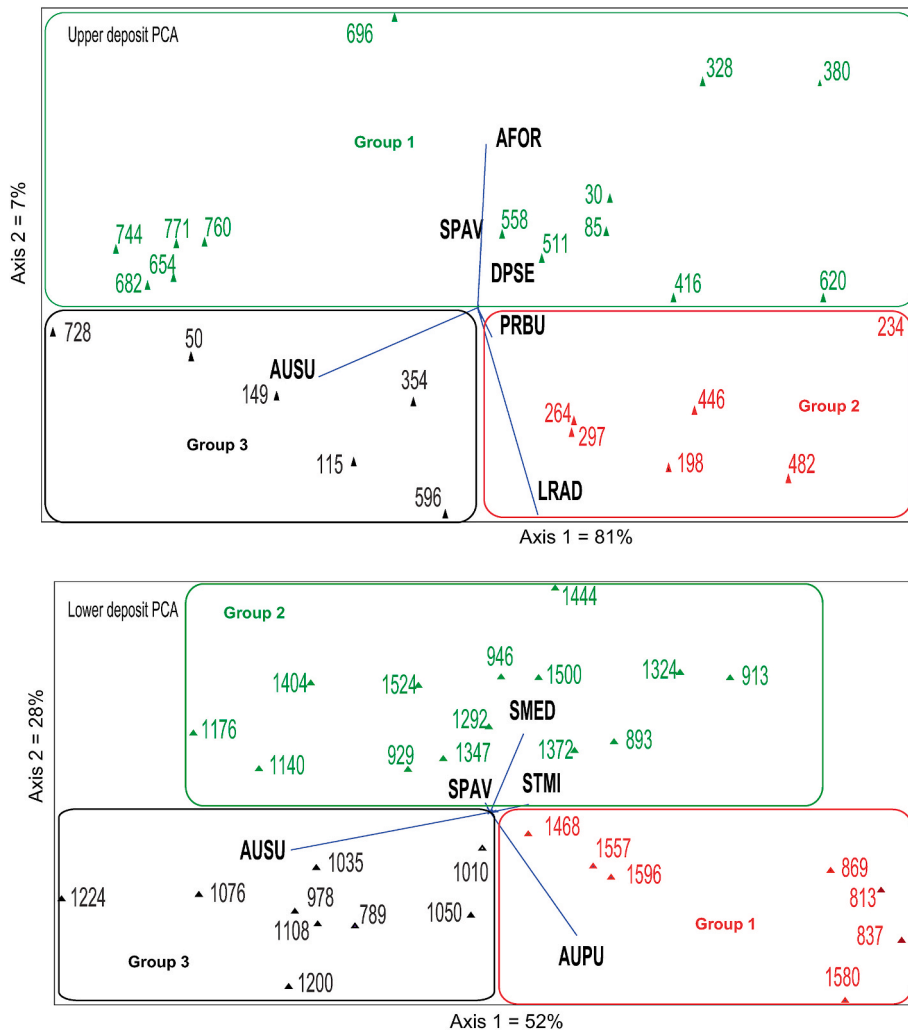 Upper deposit PCA
696
328
380
Group 1
AFOR
30
744
771
760
SPAV
558
85
511
654
DPSE
682
416
620
Axis 2 = 7%
728
50
PRBU
234
AUSU
149
354
264
446
Group 2
297
Group 3
115
198
482
596
LRAD
Axis 1 = 81%
Lower deposit PCA
Group 2
1444
1404
1524
946
1500
1324
913
SMED
1176
1292
1140
929
1347
1372
893
SPAV
STMI
Axis 2 = 28%
AUSU
1468
1035
1010
1557
869
1224
1076
978
1596
813
1108
789
1050
Group 1
837
AUPU
Group 3
1200
1580
Axis 1 = 52%